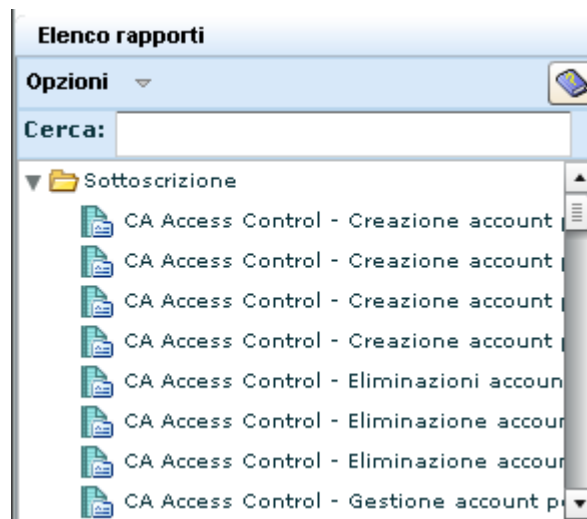 Elenco rapporti
Opzioni
Cerca:
Sottoscrizione
CA Access Control - Creazione account
CA Access Control - Creazione account
CA Access Control - Creazione account
CA Access Control - Creazione account
CA Access Control - Eliminazioni accoun
CA Access Control - Eliminazione accour
CA Access Control - Eliminazione accour
CA Access Control - Gestione account p